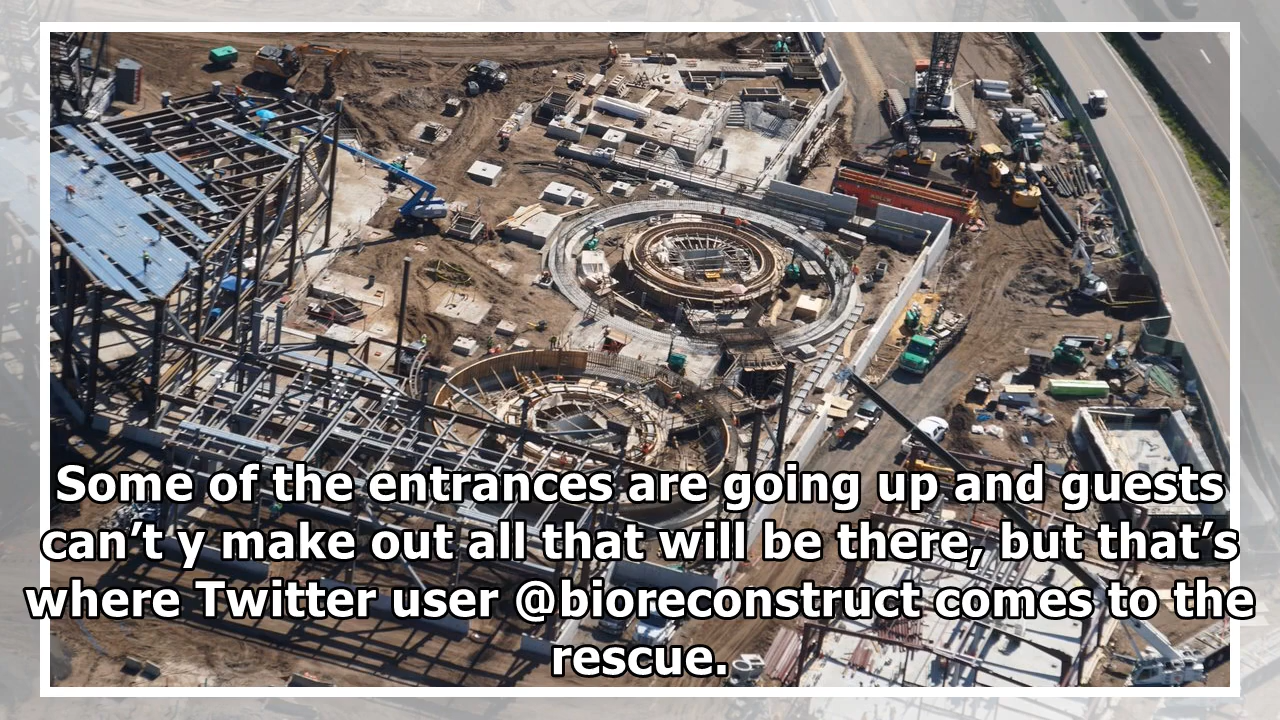 Some of the entrances are going up and guests
can’t y make out all that will be there, but that’s
where Twitter user @bioreconstruct comes to the
rescue.